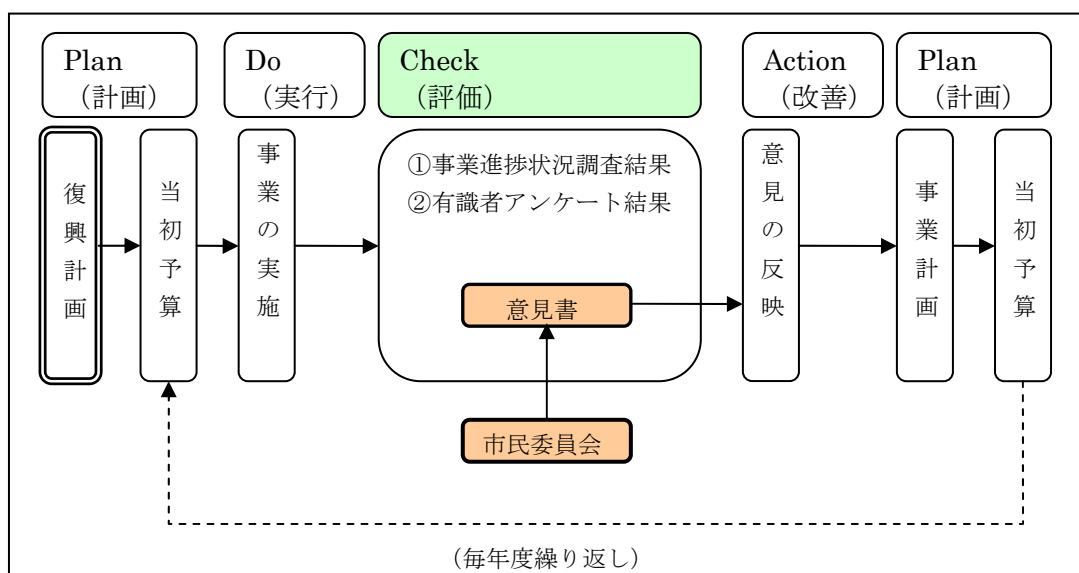 Plan
（計画）
Do
（実行）
Check
（評価）
Action
（改善）
Plan
（計画）
復興計画
当初予算
事業の実施
①事業進捗状況調査結果
②有識者アンケート結果
意見書
市民委員会
意見の反映
事業計画
当初予算
（毎年度繰り返し）